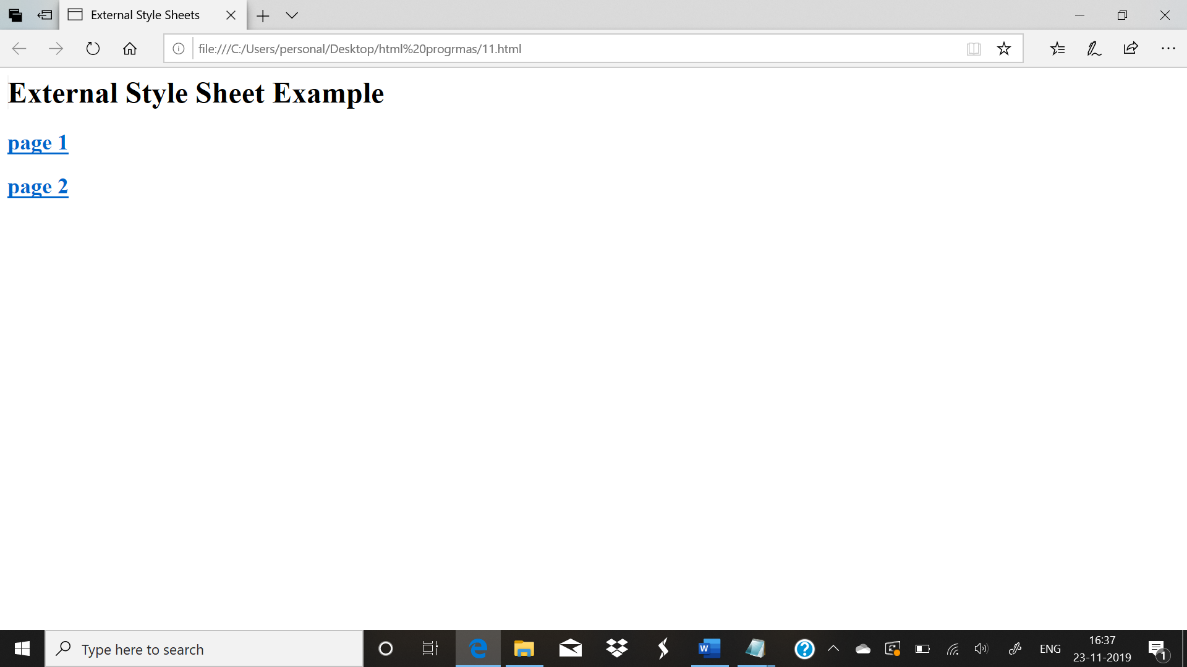 External Style Sheets
file:///C:/Users/personal/Desktop/html%20progrmas/11.html
External Style Sheet Example
page 1
page 2
Type here to search
ENG
16:37
23-11-2019
1